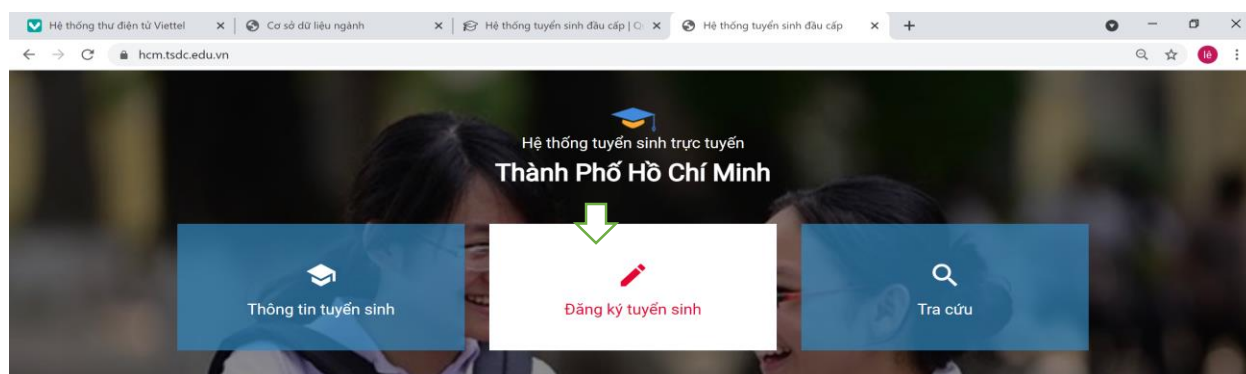 Hệ thống thư điện tử Viettel
Cơ sở dữ liệu ngành
Hệ thống tuyển sinh đầu cấp | Q
Hệ thống tuyển sinh đầu cấp
hcm.tsdc.edu.vn
lê
Hệ thống tuyển sinh trực tuyến
Thành Phố Hồ Chí Minh
Thông tin tuyển sinh
Đăng ký tuyển sinh
Tra cứu